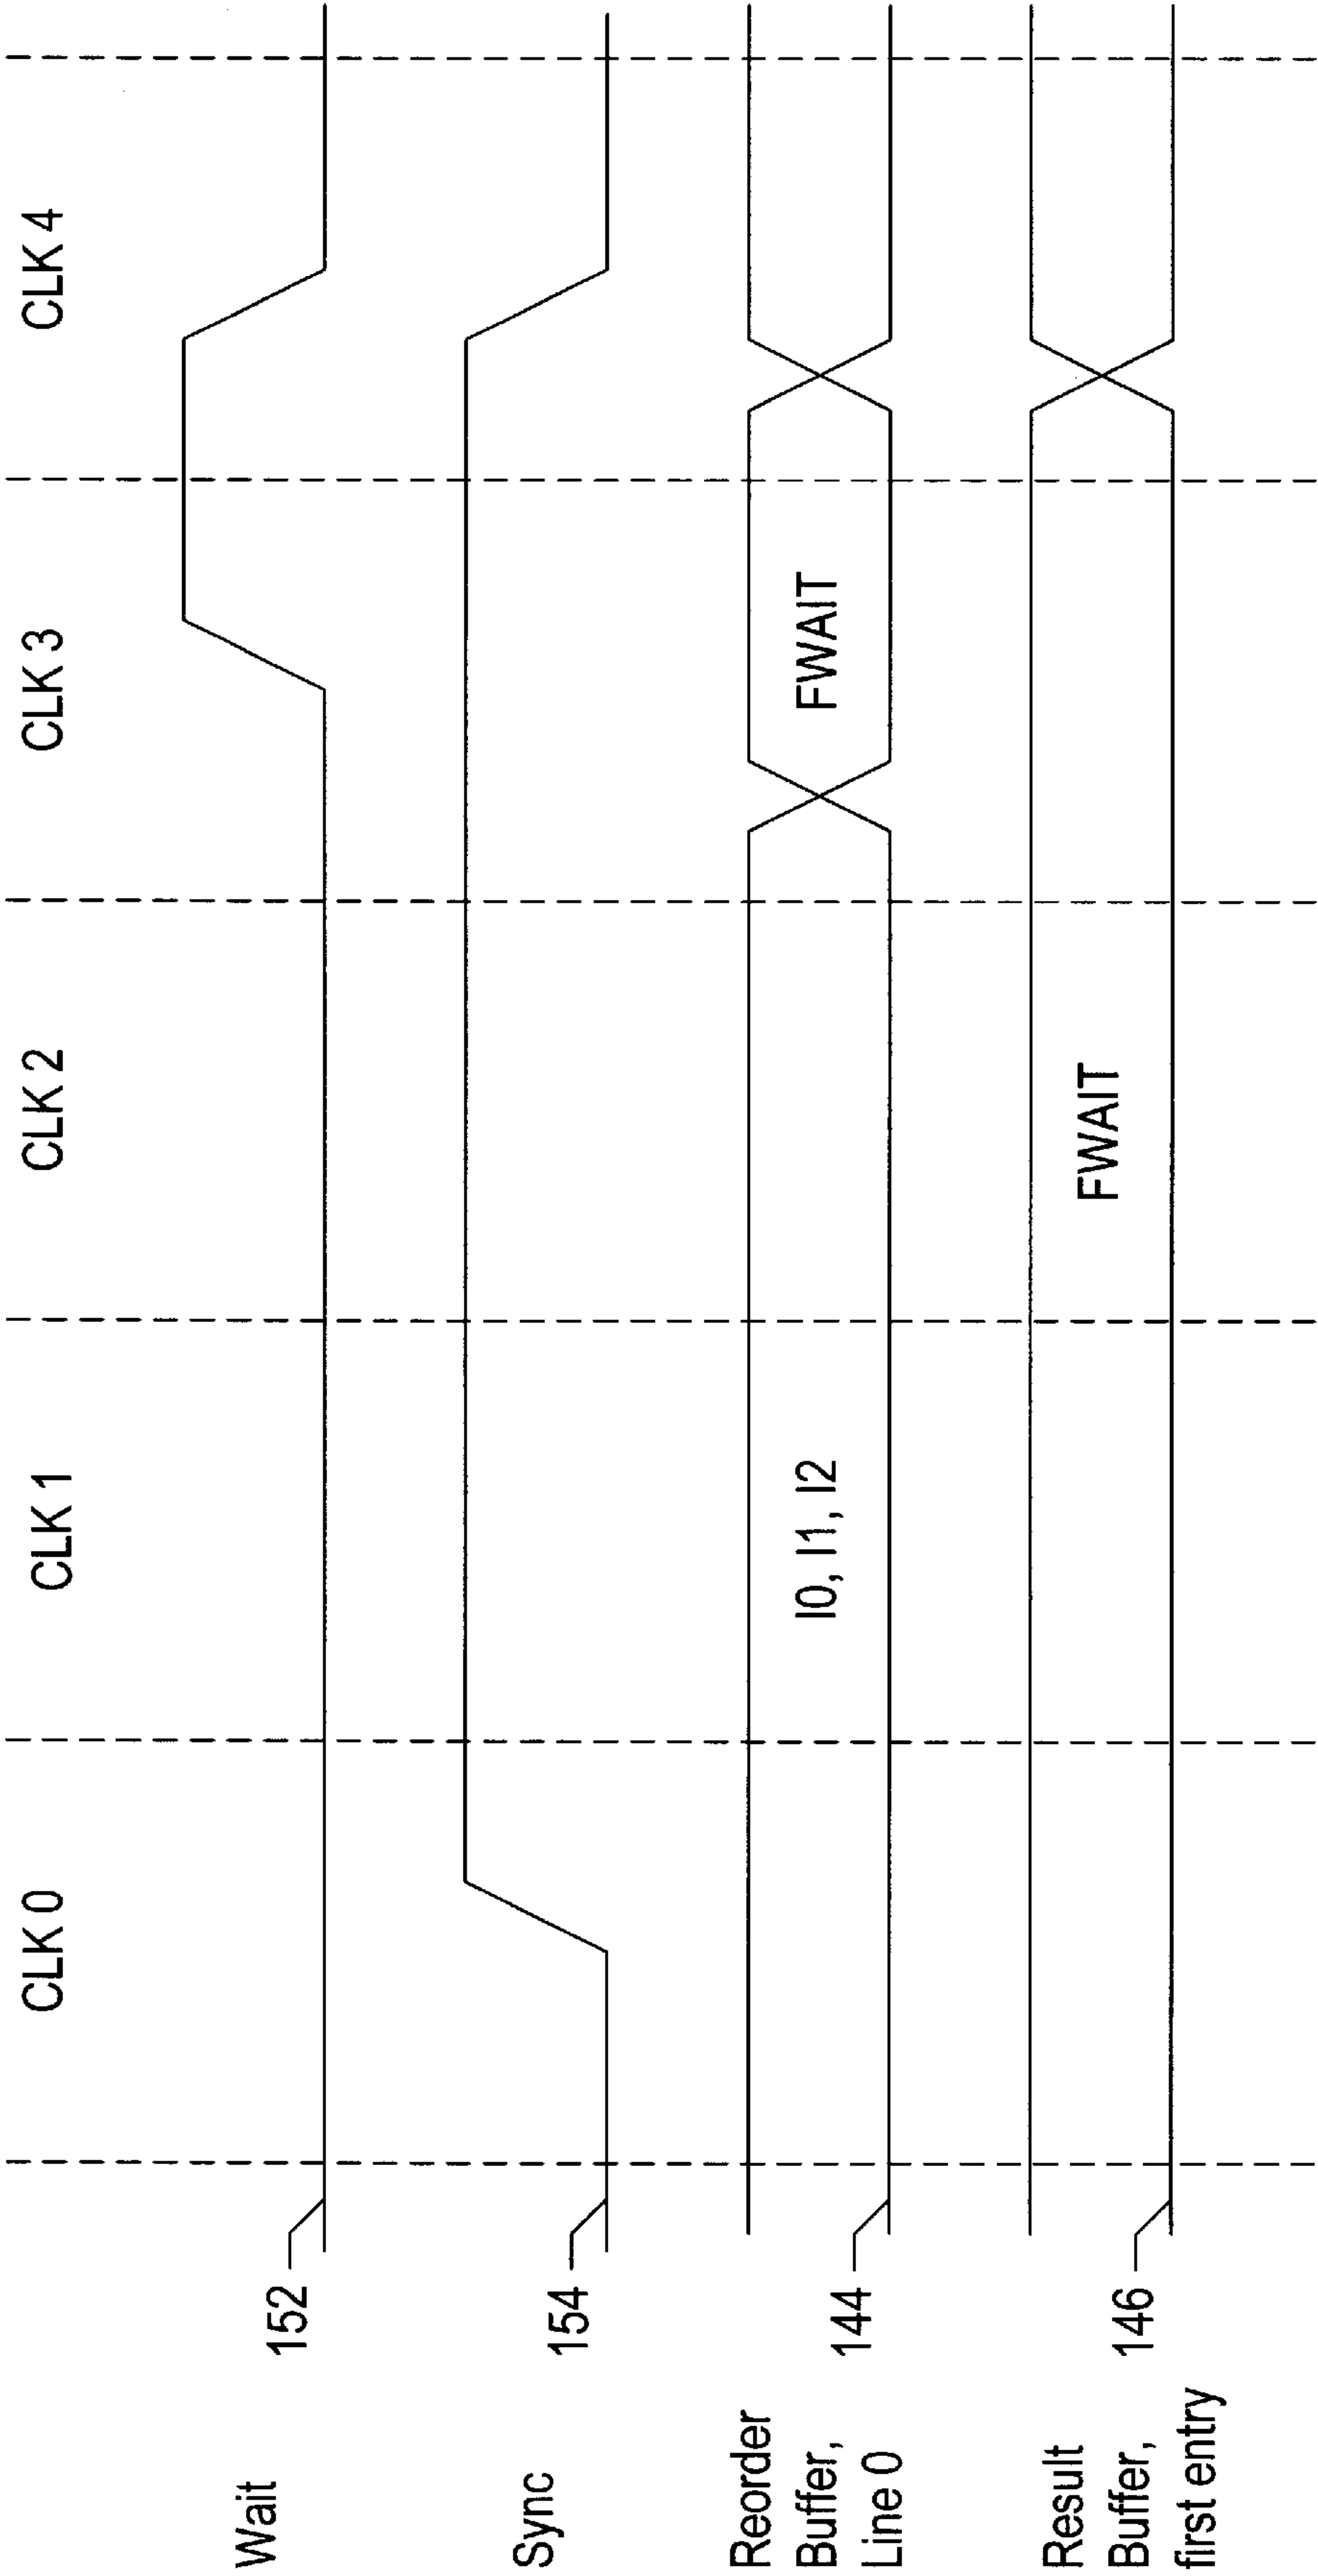 CLK 0
CLK 1
CLK 2
CLK 3
CLK 4
Wait
152
Sync
154
Reorder
Buffer,
Line 0
144
I0, I1, I2
FWAIT
Result
Buffer,
first entry
146
FWAIT